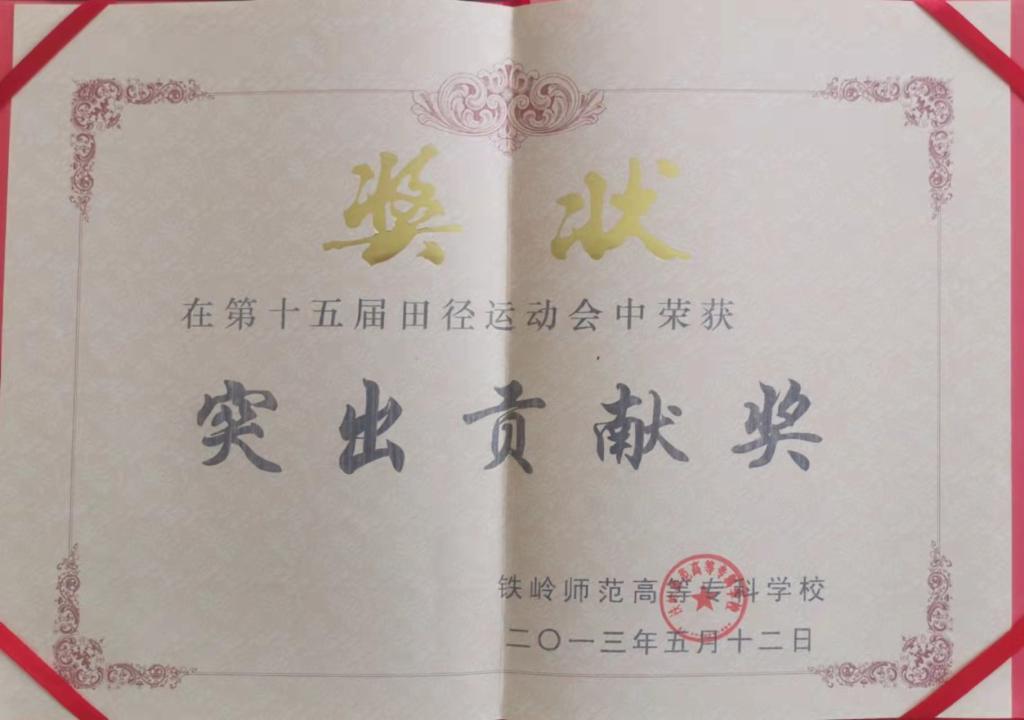 奖状
在第十五届田径运动会中荣获
突出贡献奖
铁岭师范高等专科学校
二〇一三年五月十二日